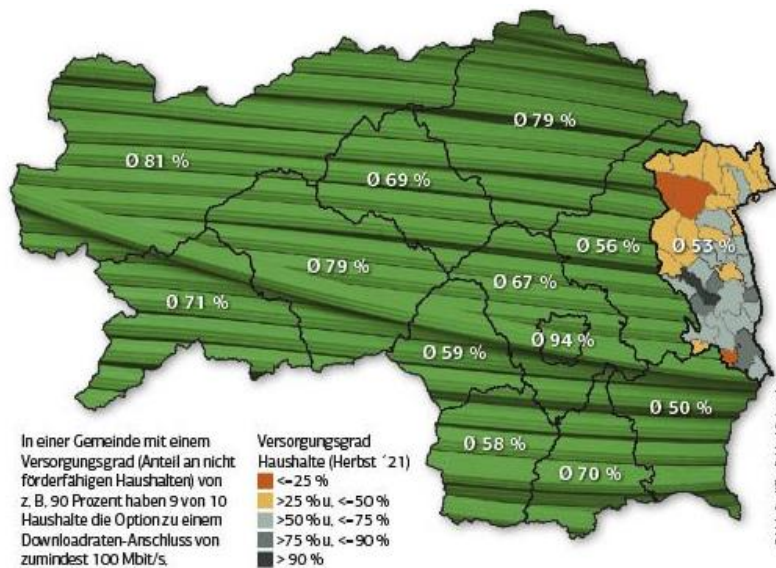 Ø 79 %
Ø 81 %
Ø 69 %
Ø 56 %
Ø 53 %
Ø 79 %
Ø 67 %
Ø 71 %
Ø 94 %
Ø 59 %
Ø 50 %
Ø 58 %
Ø 70 %
In einer Gemeinde mit einem
Versorgungsgrad (Anteil an nicht
förderfähigen Haushalten) von
z. B. 90 Prozent haben 9 von 10
Haushalte die Option zu einem
Downloadraten-Anschluss von
zumindest 100 Mbit/s.
Versorgungsgrad
Haushalte (Herbst ´21)
<=25 %
>25 % u. <=50 %
>50 % u. <=75 %
>75 % u. <=90 %
> 90 %